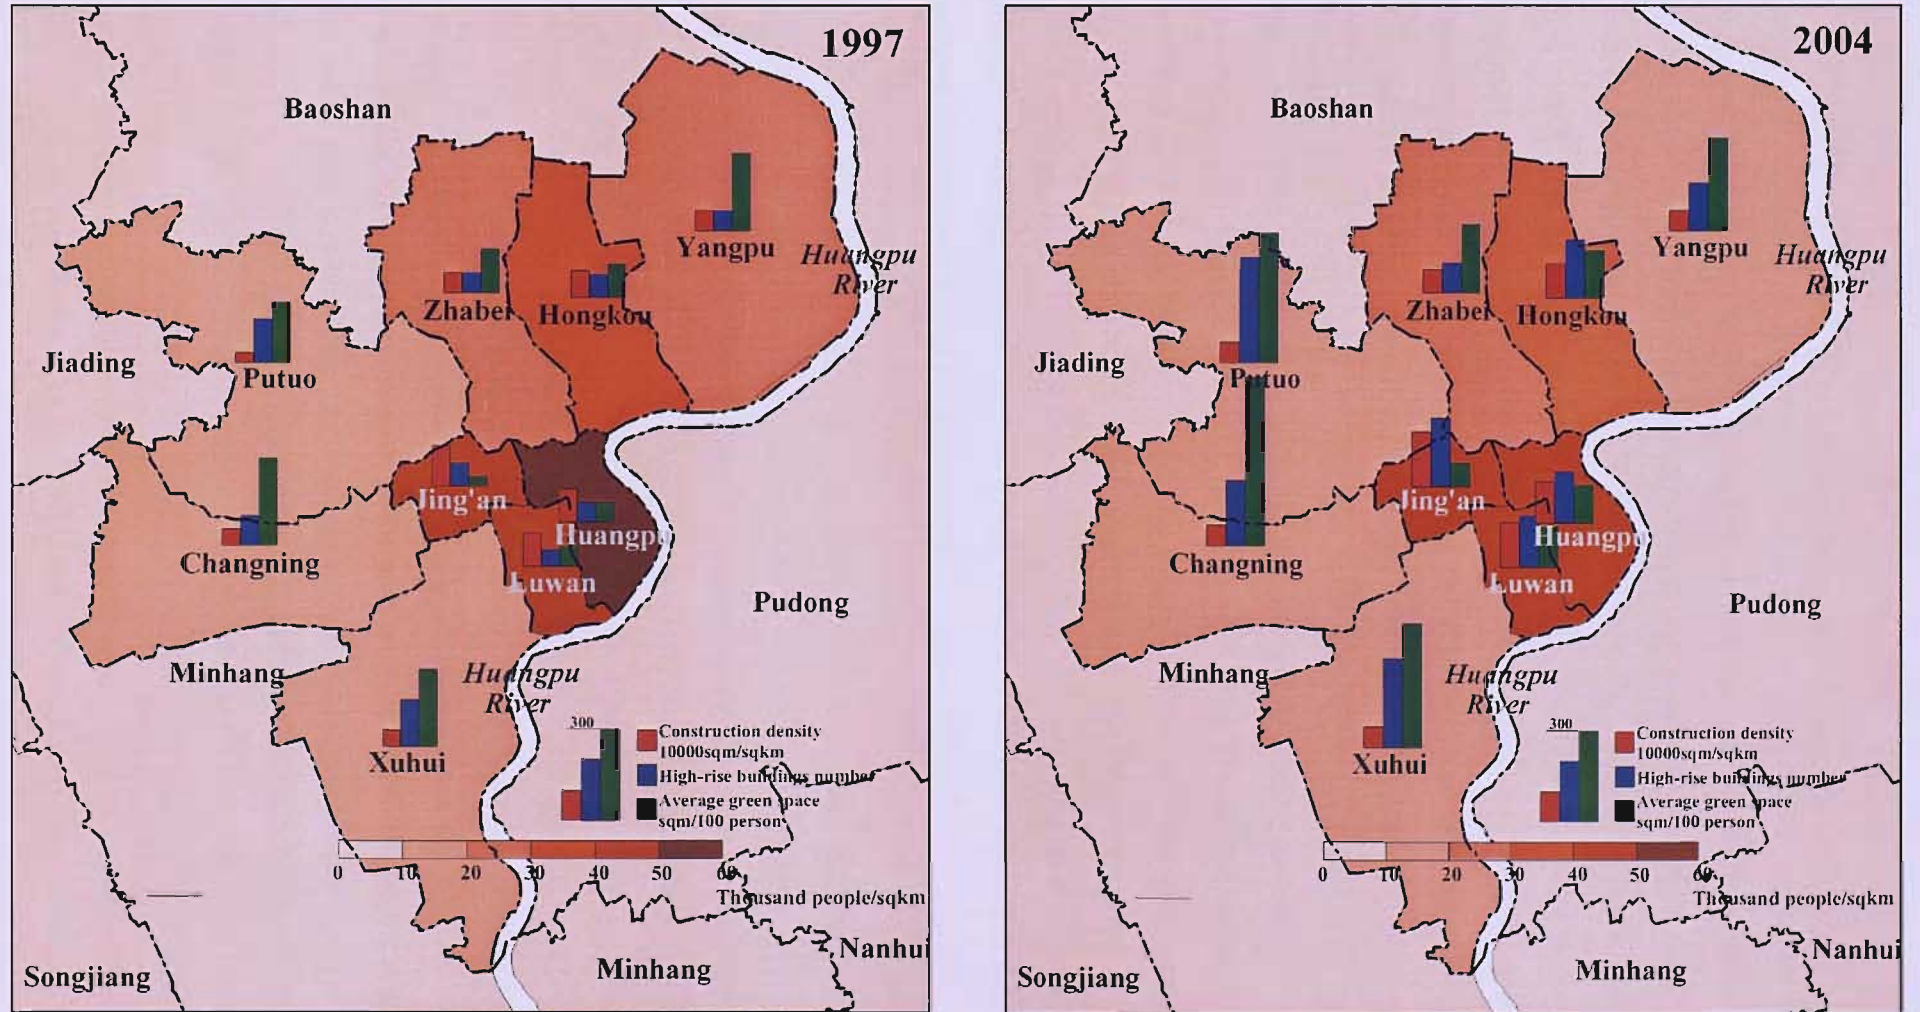 1997
Baoshan
Yangpu
Huangpu
River
Zhabei
Hongkou
Jiading
Putuo
Jing'an
Huangpu
Changning
Luwan
Pudong
Minhang
Huangpu
River
Xuhui
300
Construction density
10000sqm/sqkm
High-rise buildings number
Average green space
sqm/100 person
0 10 20 30 40 50 60
Thousand people/sqkm
Nanhui
Songjiang
Minhang
2004
Baoshan
Yangpu
Huangpu
River
Zhabei
Hongkou
Jiading
Putuo
Jing'an
Huangpu
Changning
Luwan
Pudong
Minhang
Huangpu
River
Xuhui
300
Construction density
10000sqm/sqkm
High-rise buildings number
Average green space
sqm/100 person
0 10 20 30 40 50 60
Thousand people/sqkm
Nanhui
Songjiang
Minhang